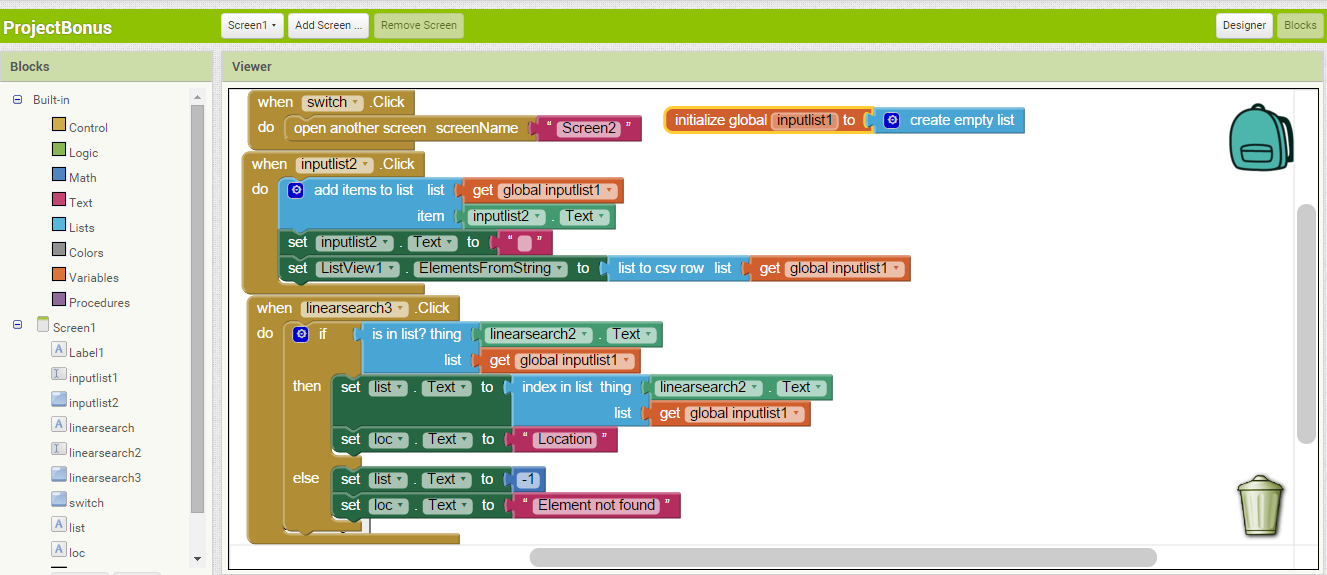 ProjectBonus
Screen1
Add Screen ...
Remove Screen
Designer
Blocks
Blocks
Built-in
Control
Logic
Math
Text
Lists
Colors
Variables
Procedures
Screen1
Label1
inputlist1
inputlist2
linearsearch
linearsearch2
linearsearch3
switch
list
loc
Viewer
when switch .Click
do open another screen screenName " Screen2 "
initialize global inputlist1 to create empty list
when inputlist2 .Click
do add items to list list get global inputlist1
item inputlist2 . Text
set inputlist2 . Text to " "
set ListView1 . ElementsFromString to list to csv row list get global inputlist1
when linearsearch3 .Click
do if is in list? thing linearsearch2 . Text
list get global inputlist1
then set list . Text to index in list thing linearsearch2 . Text
list get global inputlist1
set loc . Text to " Location "
else set list . Text to -1
set loc . Text to " Element not found "